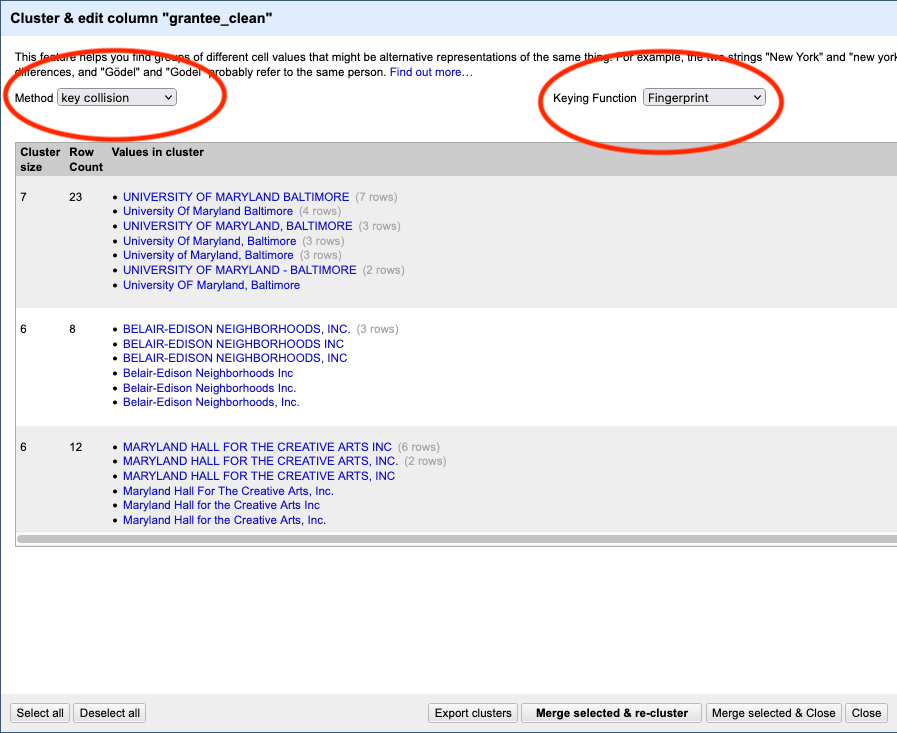 Cluster & edit column "grantee_clean"
This feature helps you find groups of different cell values that might be alternative representations of the same thing. For example, the two strings "New York" and "new york
differences, and "Gödel" and "Godel" probably refer to the same person. Find out more…
Method key collision Keying Function Fingerprint
Cluster size Row Count Values in cluster
7 23 • UNIVERSITY OF MARYLAND BALTIMORE (7 rows)
• University Of Maryland Baltimore (4 rows)
• UNIVERSITY OF MARYLAND, BALTIMORE (3 rows)
• University Of Maryland, Baltimore (3 rows)
• University of Maryland, Baltimore (3 rows)
• UNIVERSITY OF MARYLAND - BALTIMORE (2 rows)
• University OF Maryland, Baltimore
6 8 • BELAIR-EDISON NEIGHBORHOODS, INC. (3 rows)
• BELAIR-EDISON NEIGHBORHOODS INC
• BELAIR-EDISON NEIGHBORHOODS, INC
• Belair-Edison Neighborhoods Inc
• Belair-Edison Neighborhoods Inc.
• Belair-Edison Neighborhoods, Inc.
6 12 • MARYLAND HALL FOR THE CREATIVE ARTS INC (6 rows)
• MARYLAND HALL FOR THE CREATIVE ARTS, INC. (2 rows)
• MARYLAND HALL FOR THE CREATIVE ARTS, INC
• Maryland Hall For The Creative Arts, Inc.
• Maryland Hall for the Creative Arts Inc
• Maryland Hall for the Creative Arts, Inc.
Select all Deselect all Export clusters Merge selected & re-cluster Merge selected & Close Close